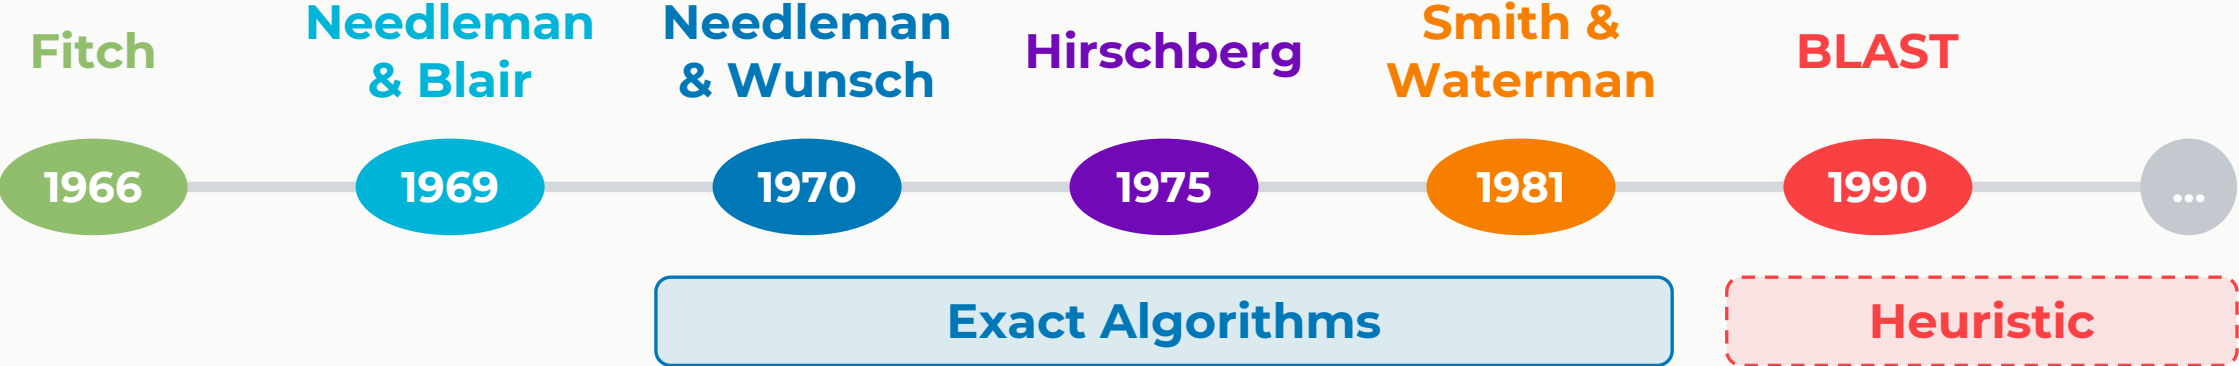 Fitch
Needleman
& Blair
Needleman
& Wunsch
Hirschberg
Smith &
Waterman
BLAST
1966
1969
1970
1975
1981
1990
...
Exact Algorithms
Heuristic